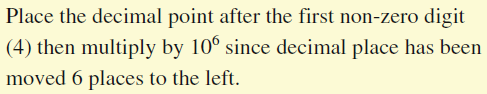 Place the decimal point after the first non-zero digit
(4) then multiply by 10⁶ since decimal place has been
moved 6 places to the left.